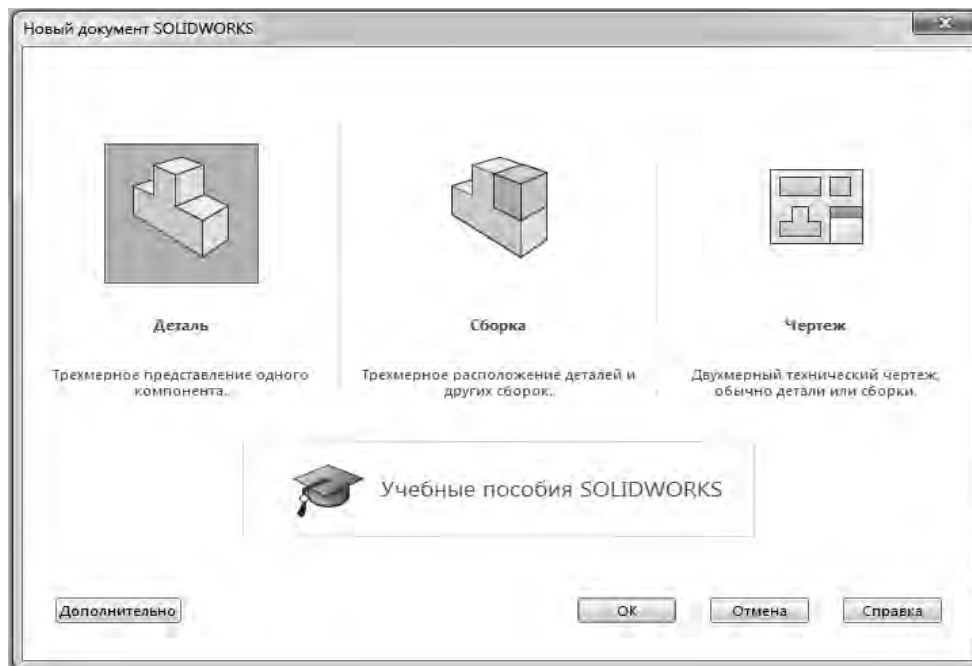 Новый документ SOLIDWORKS
Деталь
Сборка
Чертеж
Трехмерное представление одного
компонента.
Трехмерное расположение деталей и
других сборок.
Двухмерный технический чертеж,
обычно детали или сборки.
Учебные пособия SOLIDWORKS
Дополнительно
OK
Отмена
Справка